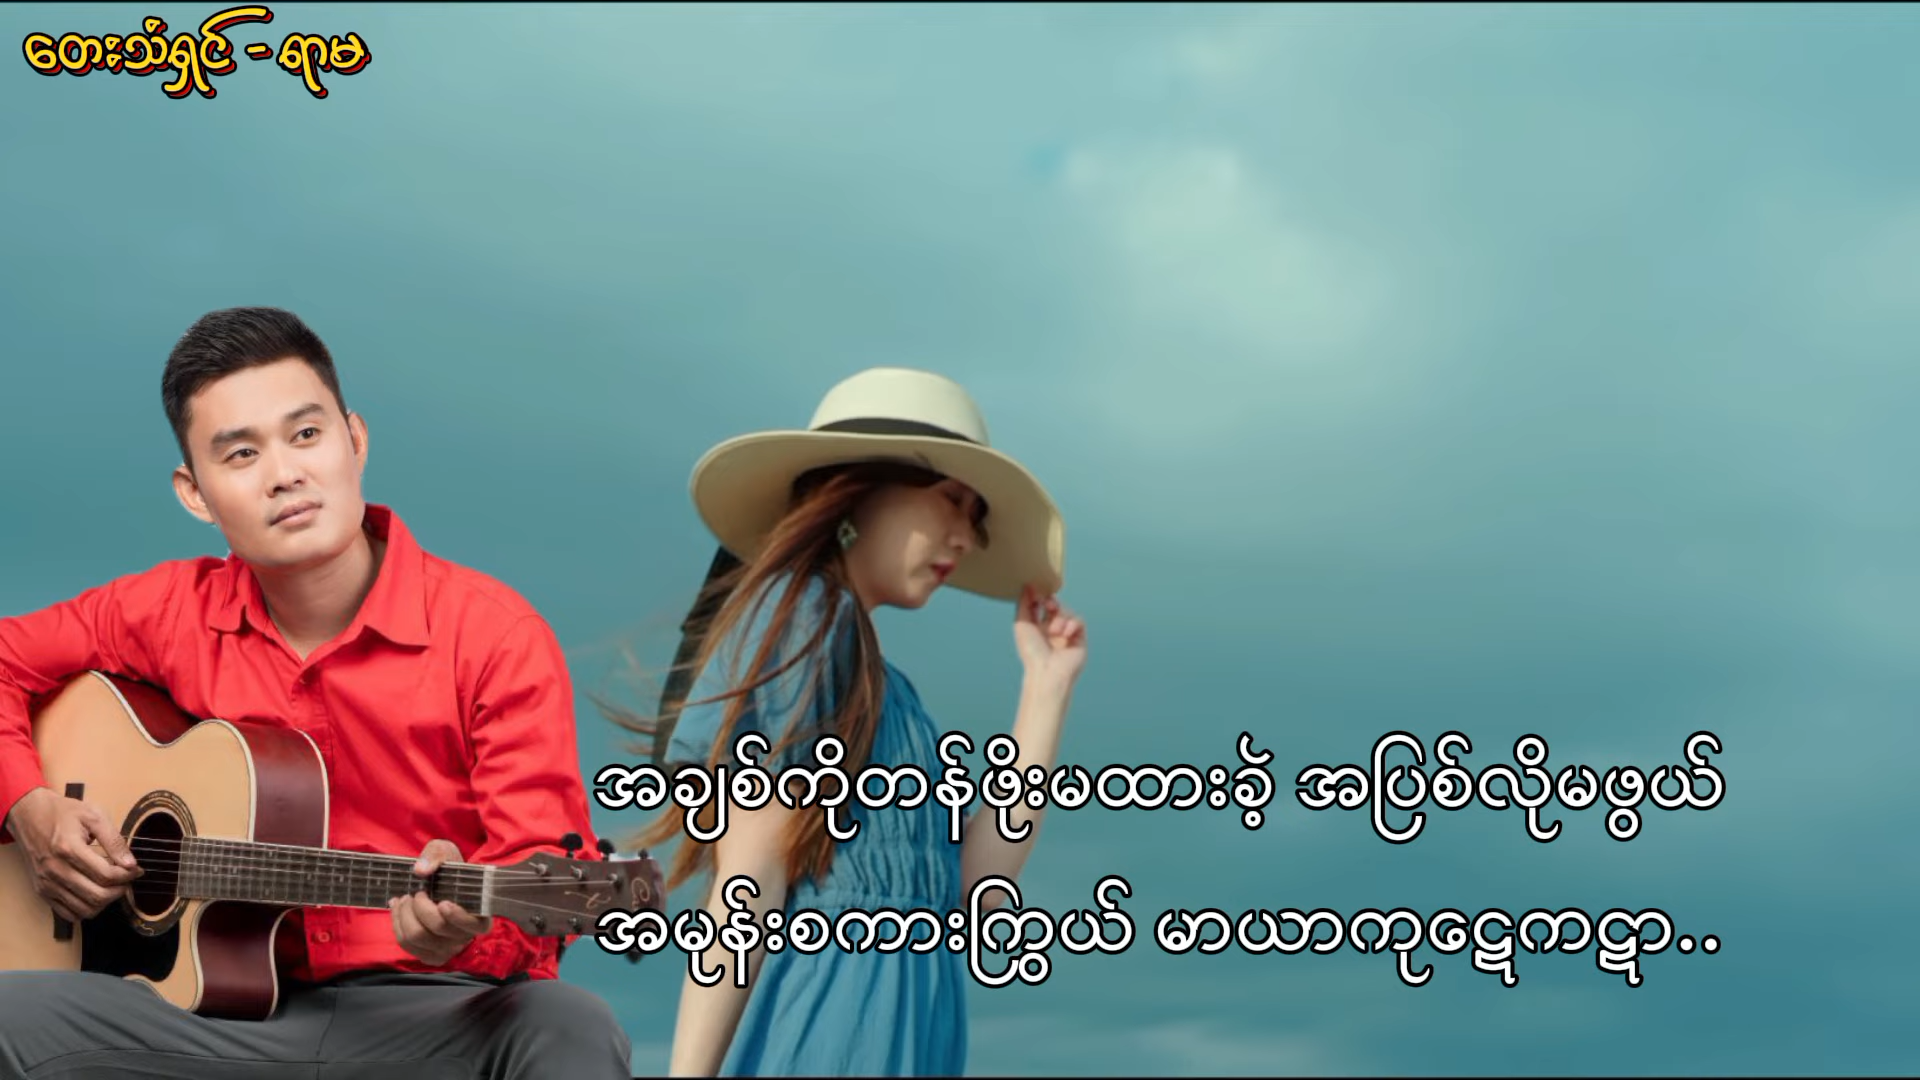 တေးသံရှင် - ရာမ
အချစ်ကိုတန်ဖိုးမထားခဲ့ အပြစ်လိုမဖွယ်
အမုန်းစကားကြွယ် မာယာကုဋေကဋာ..